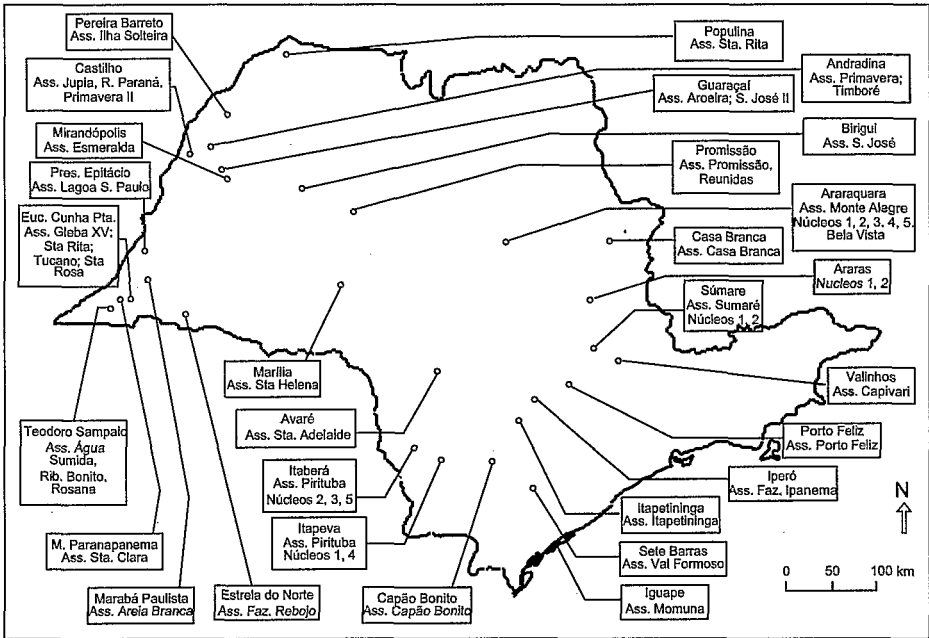 Pereira Barreto
Ass. Ilha Solteira
Populina
Ass. Sta. Rita
Castilho
Ass. Jupia, R. Paraná,
Primavera II
Andradina
Ass. Primavera;
Timboré
Guaraçaí
Ass. Aroeira; S. José II
Mirandópolis
Ass. Esmeralda
Birigui
Ass. S. José
Promissão
Ass. Promissão,
Reunidas
Pres. Epitácio
Ass. Lagoa S. Paulo
Araraquara
Ass. Monte Alegre
Núcleos 1, 2, 3, 4, 5.
Bela Vista
Euc. Cunha Pta.
Ass. Gleba XV;
Sta Rita;
Tucano; Sta
Rosa
Casa Branca
Ass. Casa Branca
Araras
Nucleos 1, 2
Súmare
Ass. Sumaré
Núcleos 1, 2
Marília
Ass. Sta Helena
Valinhos
Ass. Capivari
Avaré
Ass. Sta. Adelaide
Teodoro Sampaio
Ass. Água
Sumida,
Rib. Bonito,
Rosana
Porto Feliz
Ass. Porto Feliz
Itaberá
Ass. Pirituba
Núcleos 2, 3, 5
Iperó
Ass. Faz. Ipanema
Itapetininga
Ass. Itapetininga
N
Itapeva
Ass. Pirituba
Núcleos 1, 4
M. Paranapanema
Ass. Sta. Clara
Sete Barras
Ass. Val Formoso
0 50 100 km
Marabá Paulista
Ass. Areia Branca
Estrela do Norte
Ass. Faz. Rebojo
Capão Bonito
Ass. Capão Bonito
Iguape
Ass. Momuna